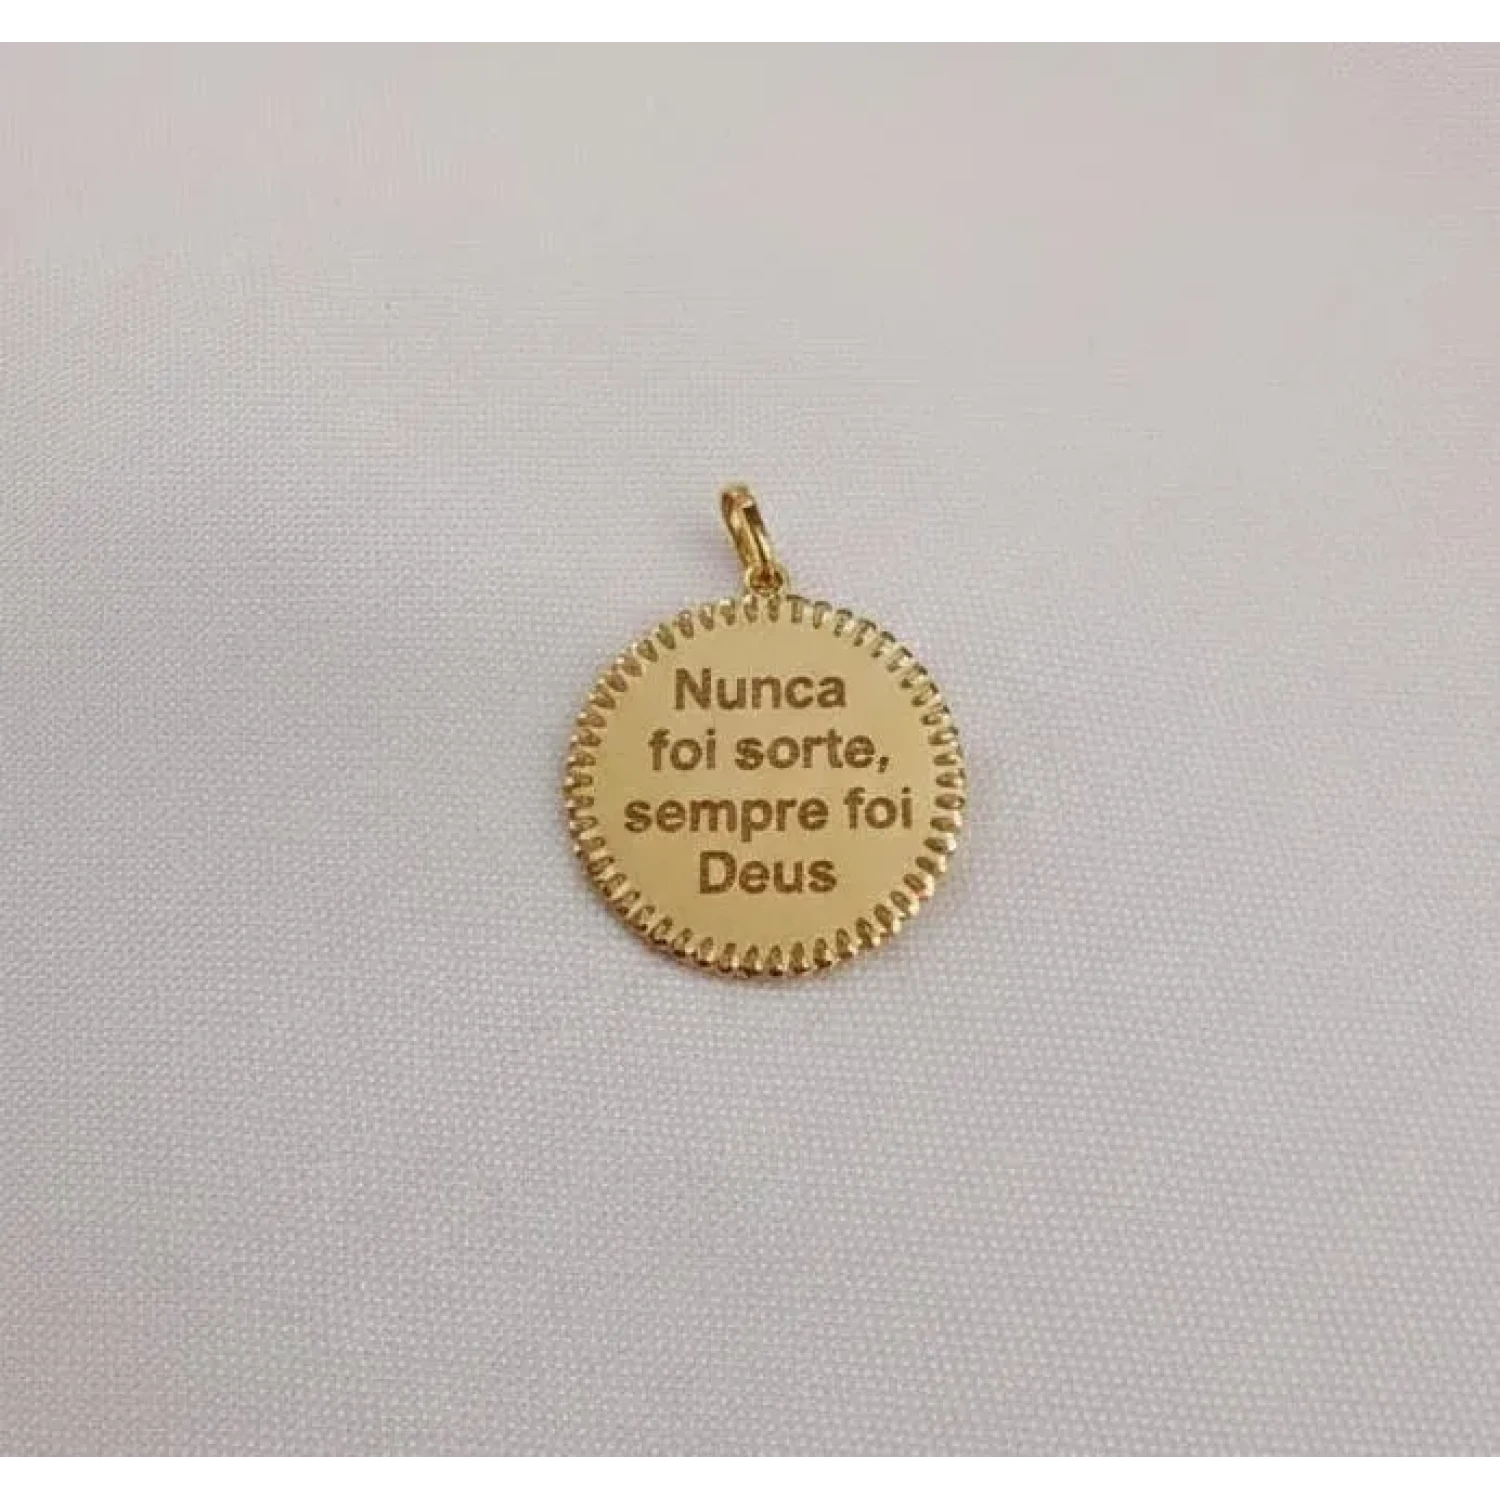 Nunca
foi sorte,
sempre foi
Deus